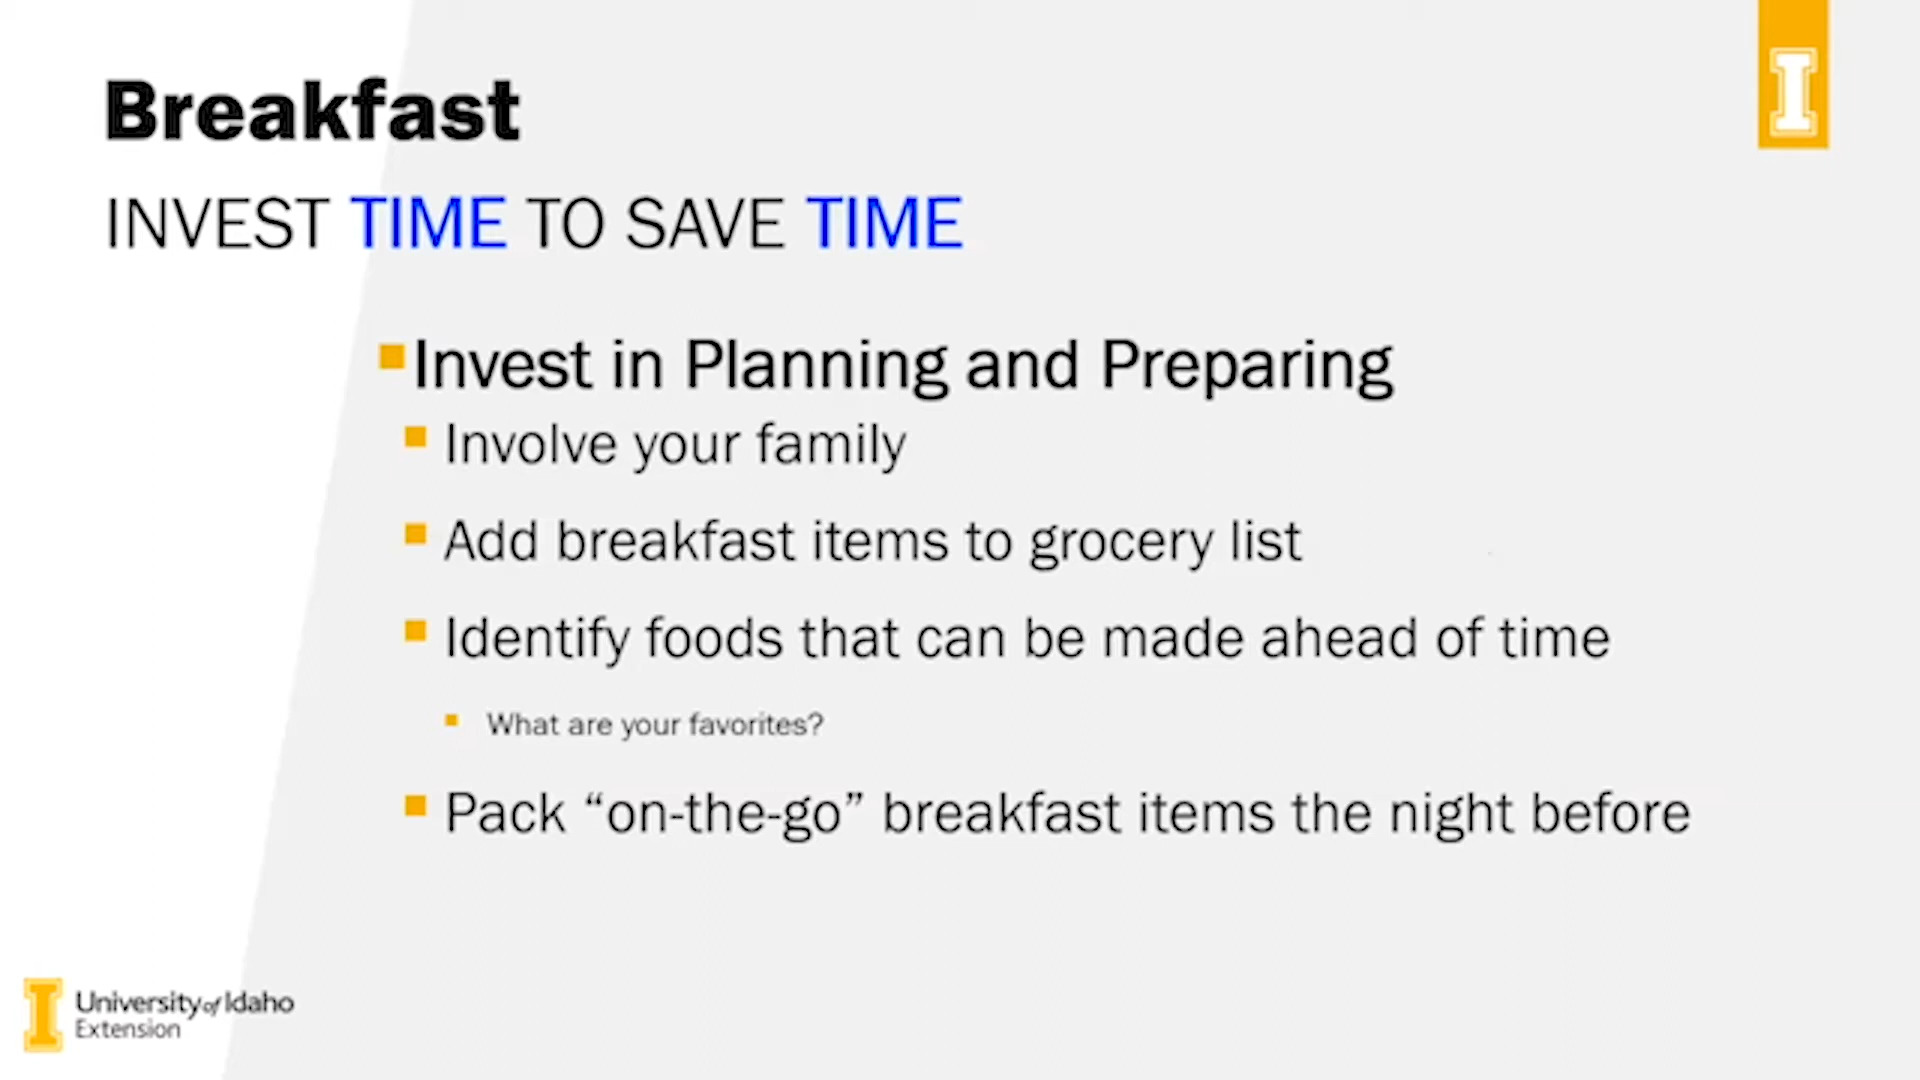 Breakfast
INVEST TIME TO SAVE TIME
Invest in Planning and Preparing
Involve your family
Add breakfast items to grocery list
Identify foods that can be made ahead of time
What are your favorites?
Pack “on-the-go” breakfast items the night before
I
I
University of Idaho
Extension